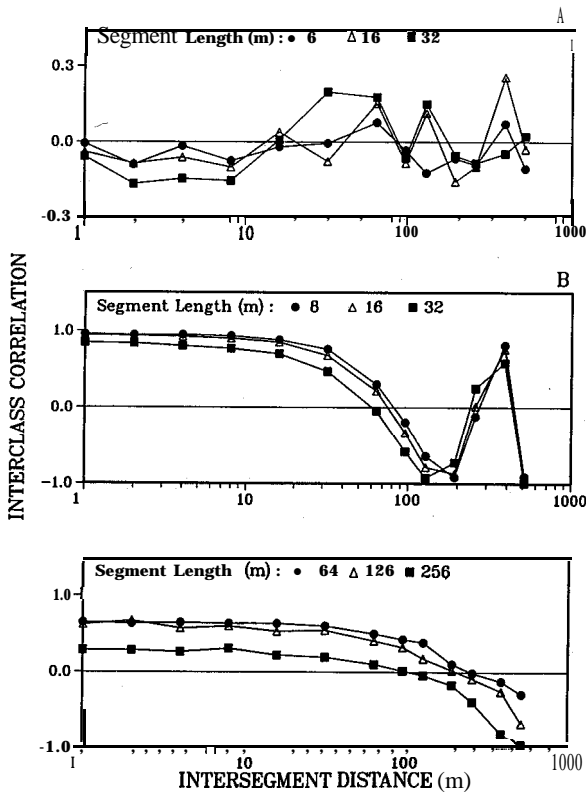 A
Segment Length (m) : ● 6 △ 16 ■ 32
0.3
0.0
-0.3
1 10 100 1000
B
Segment Length (m) : ● 8 △ 16 ■ 32
1.0
0.0
-1.0
1 10 100 1000
INTERCLASS CORRELATION
Segment Length (m) : ● 64 △ 126 ■ 256
1.0
0.0
-1.0
1 10 100 1000
INTERSEGMENT DISTANCE (m)